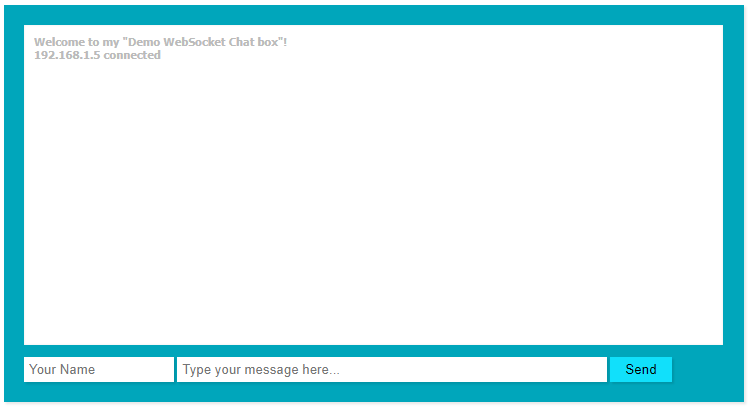 Welcome to my "Demo WebSocket Chat box"!
192.168.1.5 connected
Your Name
Type your message here...
Send